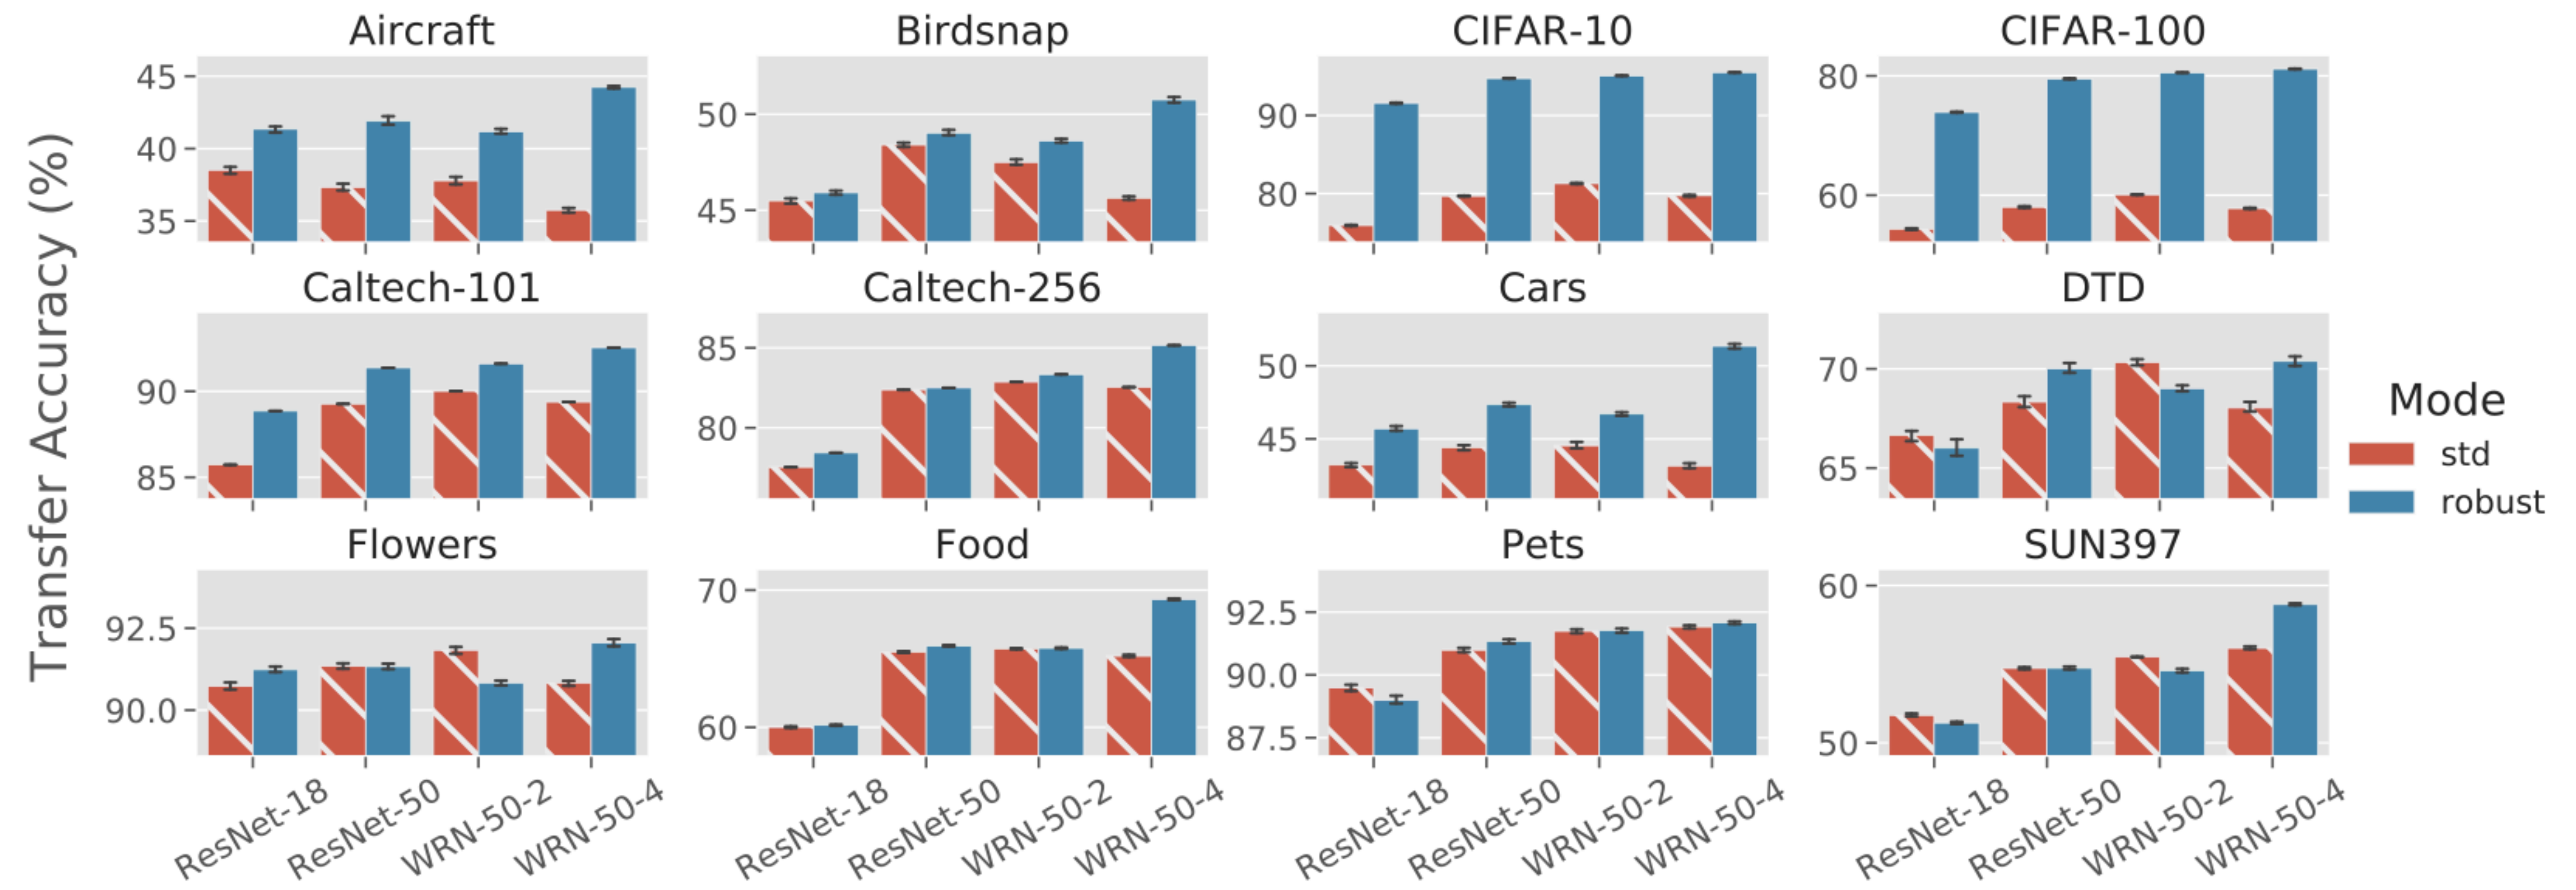 Transfer Accuracy (%)
Aircraft
45
40
35
Birdsnap
50
45
CIFAR-10
90
80
CIFAR-100
80
60
Caltech-101
90
85
Caltech-256
85
80
Cars
50
45
DTD
70
65
Mode
std
robust
Flowers
92.5
90.0
ResNet-18
ResNet-50
WRN-50-2
WRN-50-4
Food
70
60
ResNet-18
ResNet-50
WRN-50-2
WRN-50-4
Pets
92.5
90.0
87.5
ResNet-18
ResNet-50
WRN-50-2
WRN-50-4
SUN397
60
50
ResNet-18
ResNet-50
WRN-50-2
WRN-50-4